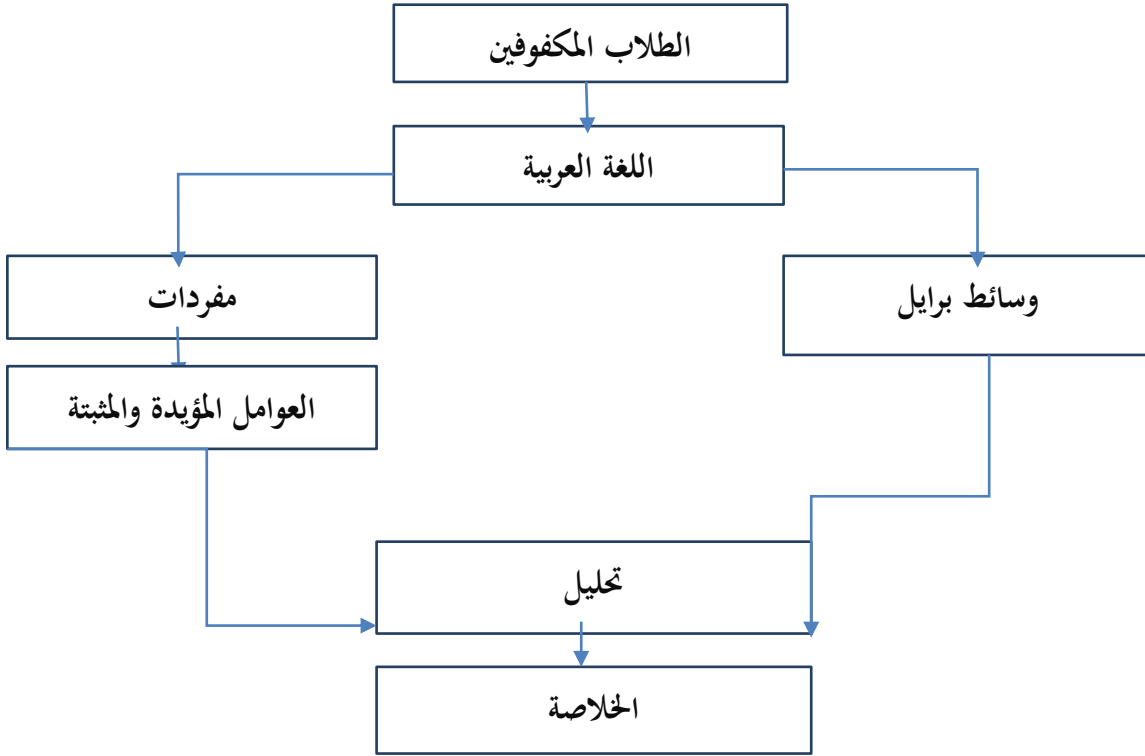 الطلاب المكفوفين
اللغة العربية
وسائط برايل
مفردات
العوامل المؤيدة والمثبتة
تحليل
الخلاصة